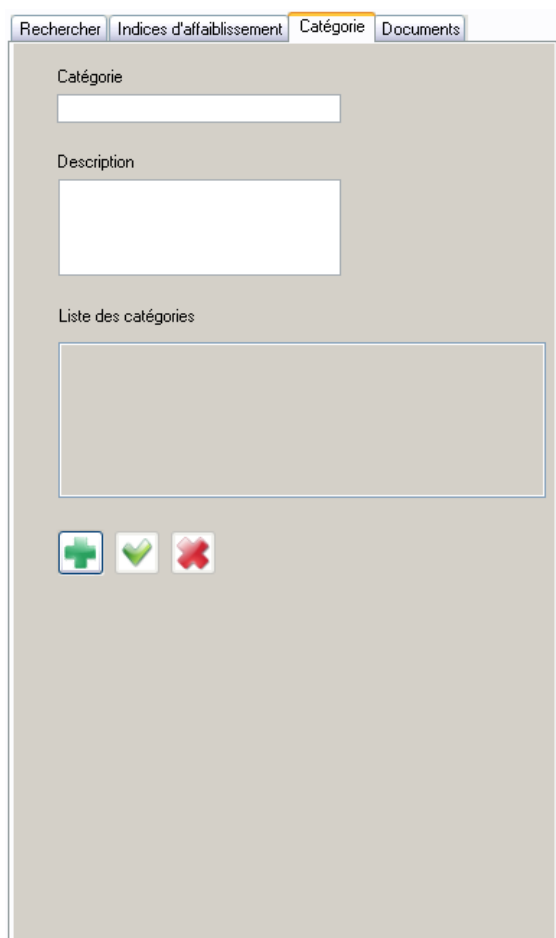 Rechercher Indices d'affaiblissement Catégorie Documents
Catégorie
Description
Liste des catégories